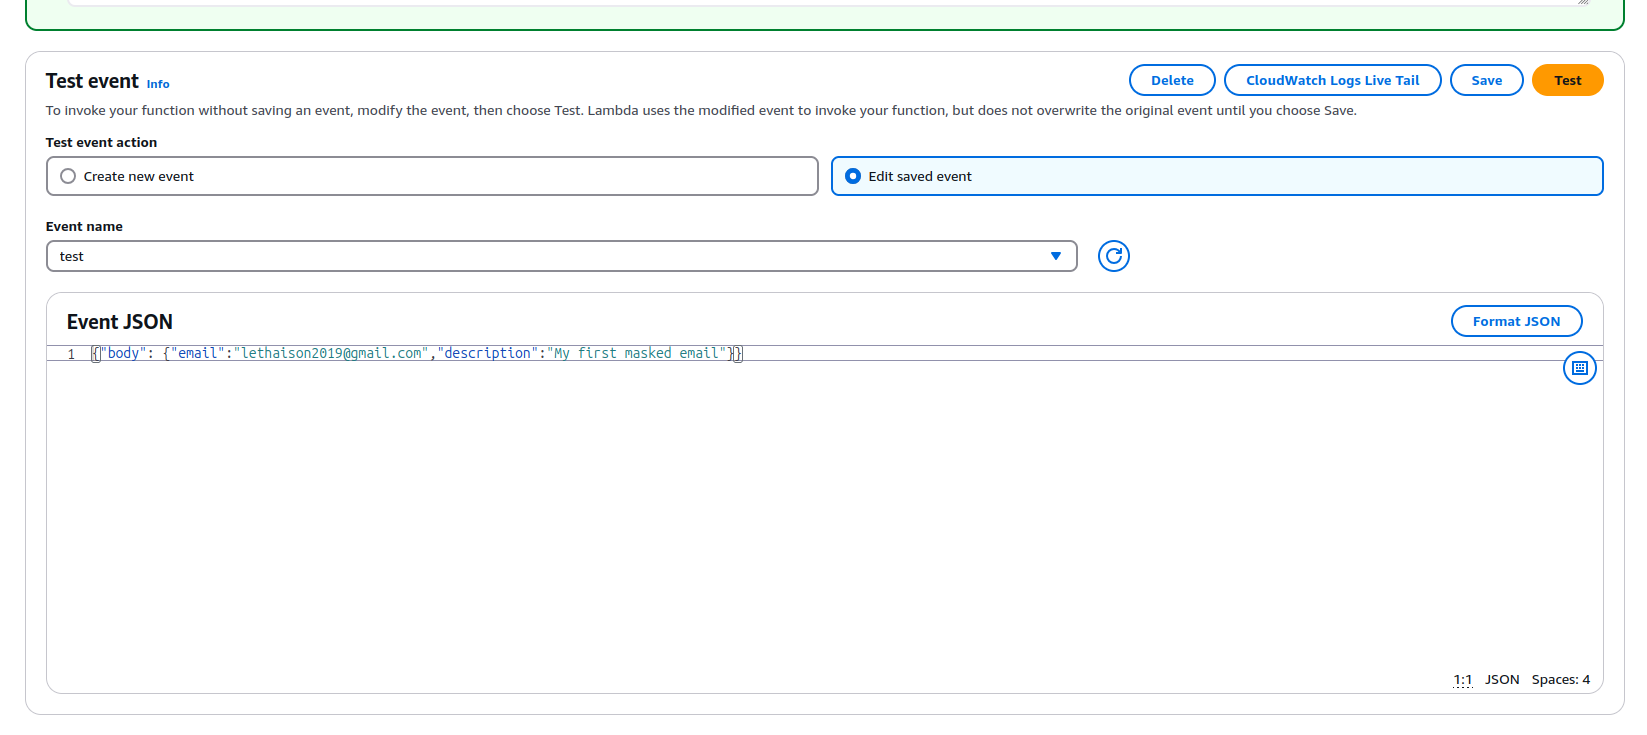 Test event Info
Delete
CloudWatch Logs Live Tail
Save
Test
To invoke your function without saving an event, modify the event, then choose Test. Lambda uses the modified event to invoke your function, but does not overwrite the original event until you choose Save.
Test event action
Create new event
Edit saved event
Event name
test
Event JSON
Format JSON
1 {"body": {"email":"lethaison2019@gmail.com","description":"My first masked email"}}
1:1 JSON Spaces: 4